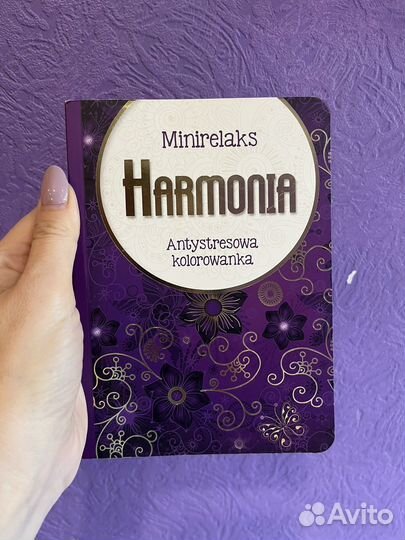 Minirelaks
HARMONIA
Antystresowa
kolorowanka
Avito